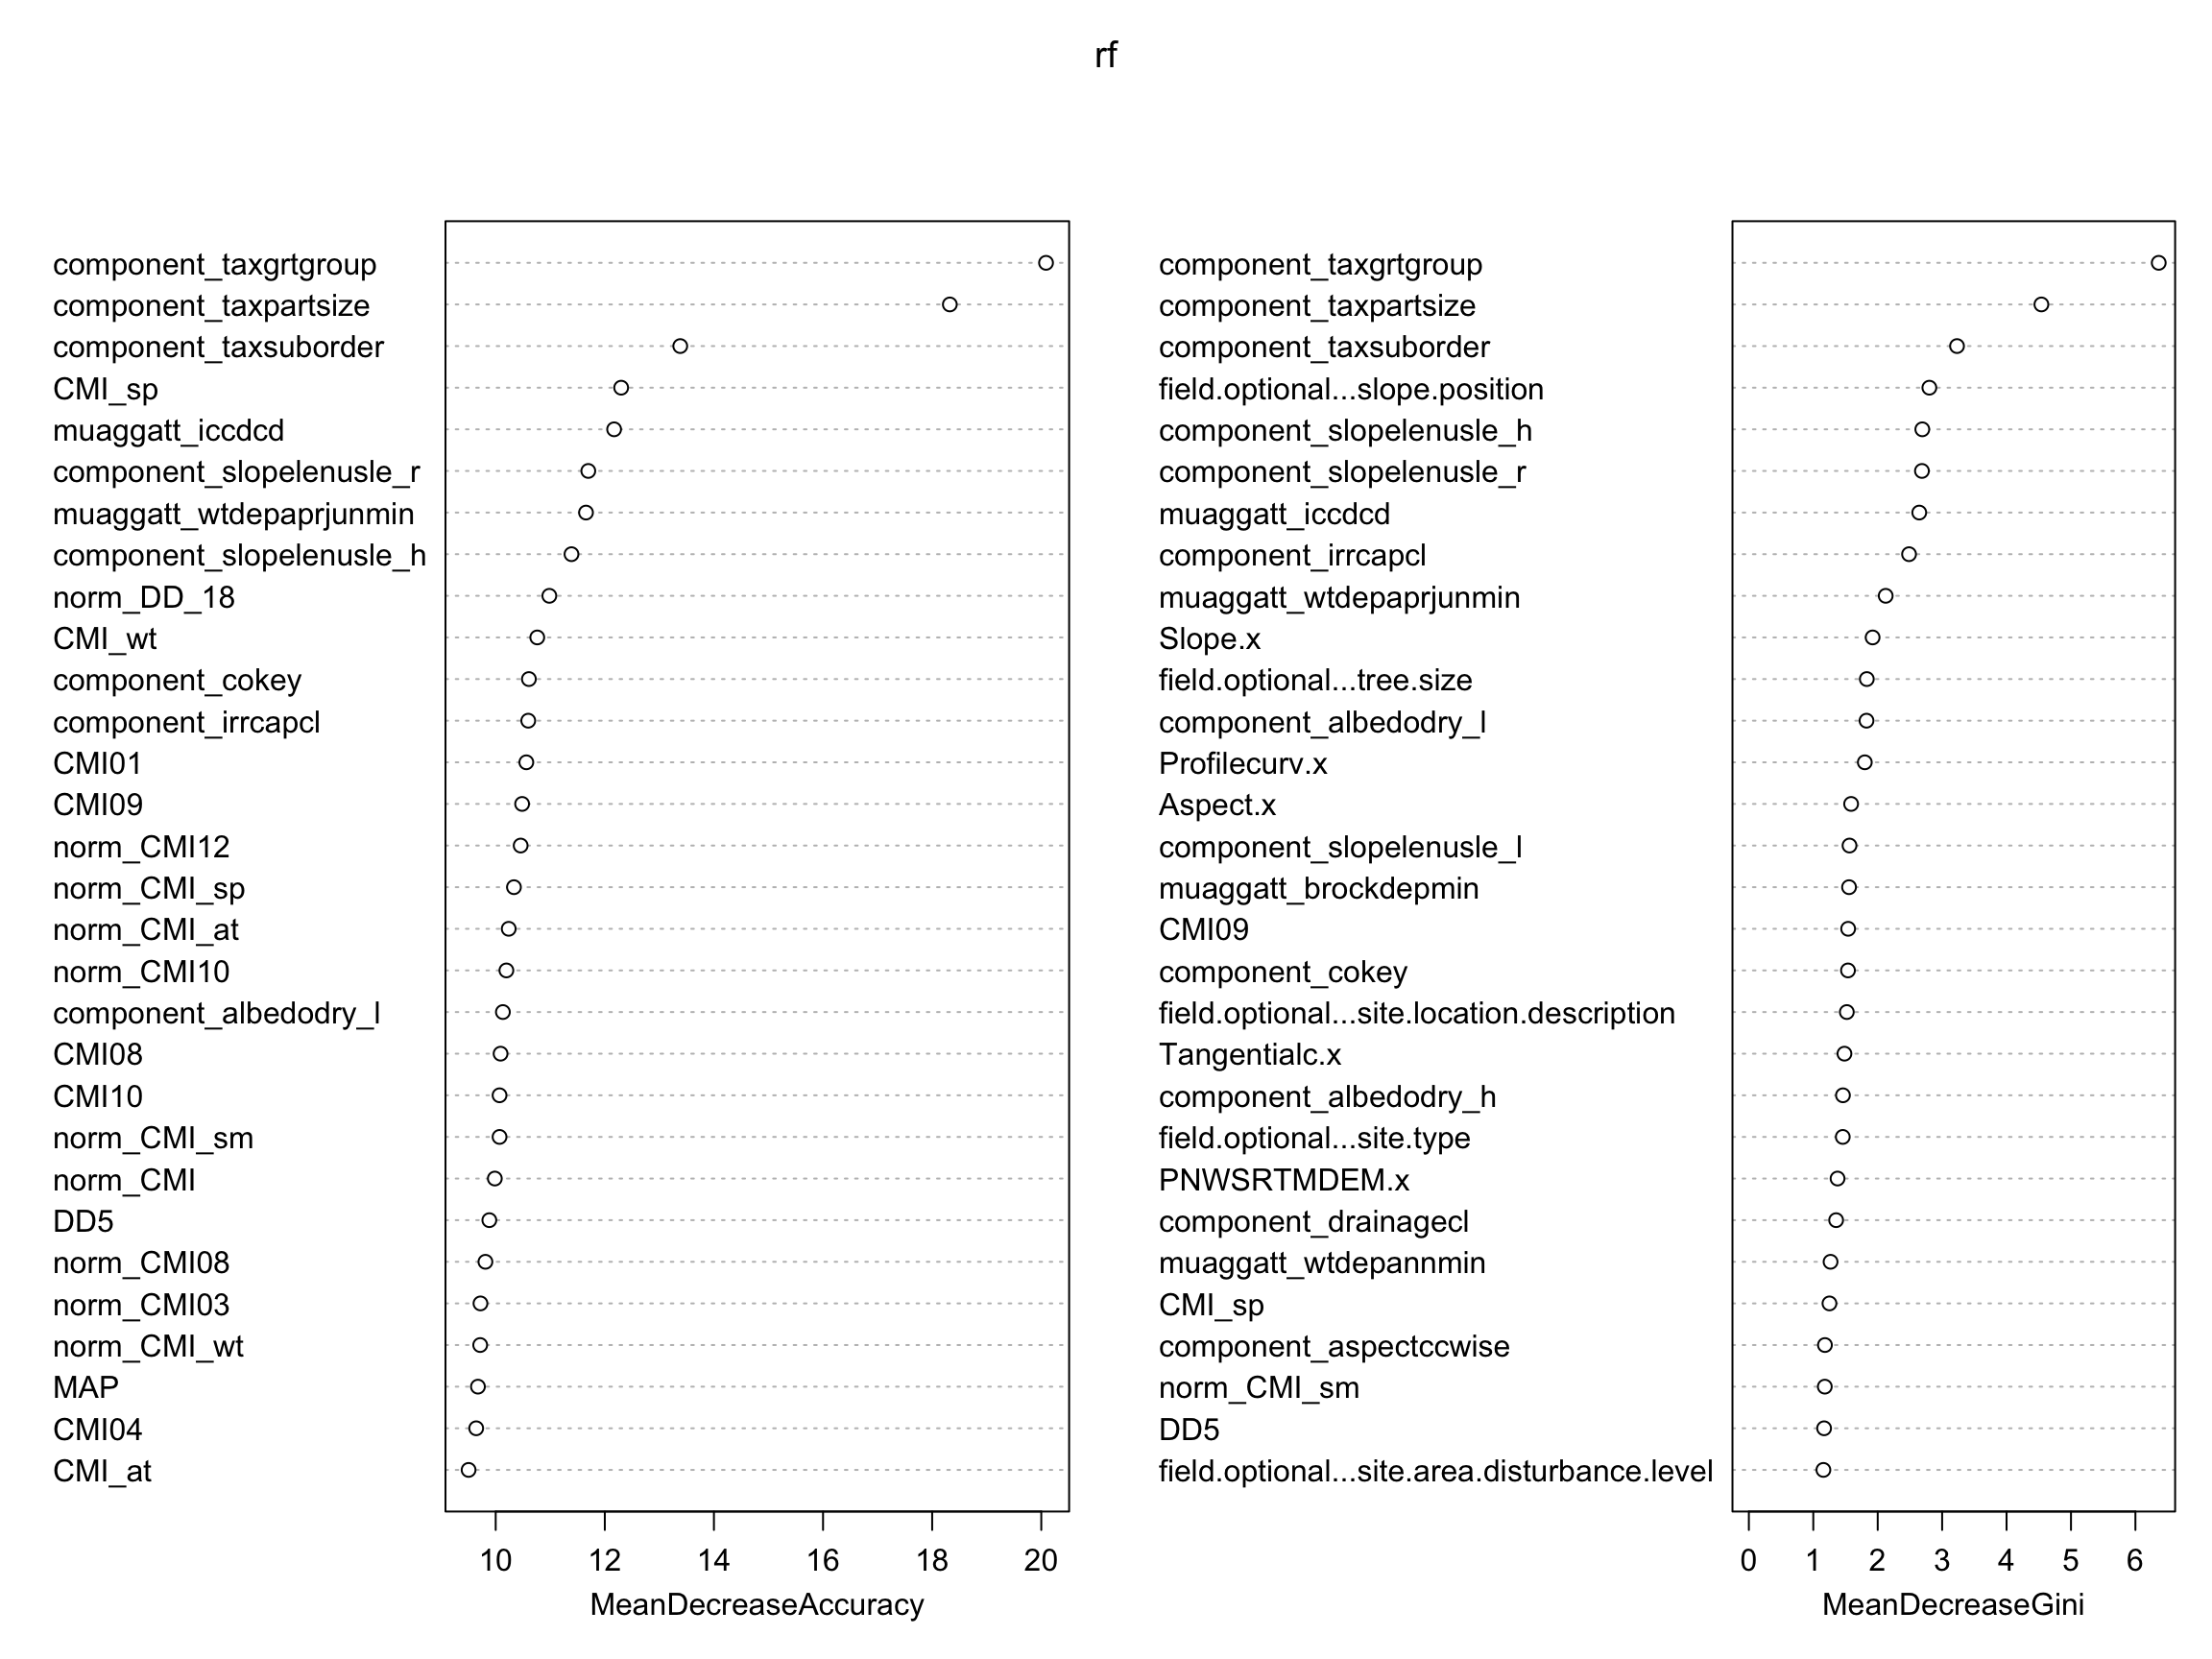 rf
component_taxgrtgroup
component_taxpartsize
component_taxsuborder
CMI_sp
muaggatt_iccdcd
component_slopelenusle_r
muaggatt_wtdepaprjunmin
component_slopelenusle_h
norm_DD_18
CMI_wt
component_cokey
component_irrcapcl
CMI01
CMI09
norm_CMI12
norm_CMI_sp
norm_CMI_at
norm_CMI10
component_albedodry_l
CMI08
CMI10
norm_CMI_sm
norm_CMI
DD5
norm_CMI08
norm_CMI03
norm_CMI_wt
MAP
CMI04
CMI_at
10 12 14 16 18 20
MeanDecreaseAccuracy
component_taxgrtgroup
component_taxpartsize
component_taxsuborder
field.optional...slope.position
component_slopelenusle_h
component_slopelenusle_r
muaggatt_iccdcd
component_irrcapcl
muaggatt_wtdepaprjunmin
Slope.x
field.optional...tree.size
component_albedodry_l
Profilecurv.x
Aspect.x
component_slopelenusle_l
muaggatt_brockdepmin
CMI09
component_cokey
field.optional...site.location.description
Tangentialc.x
component_albedodry_h
field.optional...site.type
PNWSRTMDEM.x
component_drainagecl
muaggatt_wtdepannmin
CMI_sp
component_aspectccwise
norm_CMI_sm
DD5
field.optional...site.area.disturbance.level
0 1 2 3 4 5 6
MeanDecreaseGini